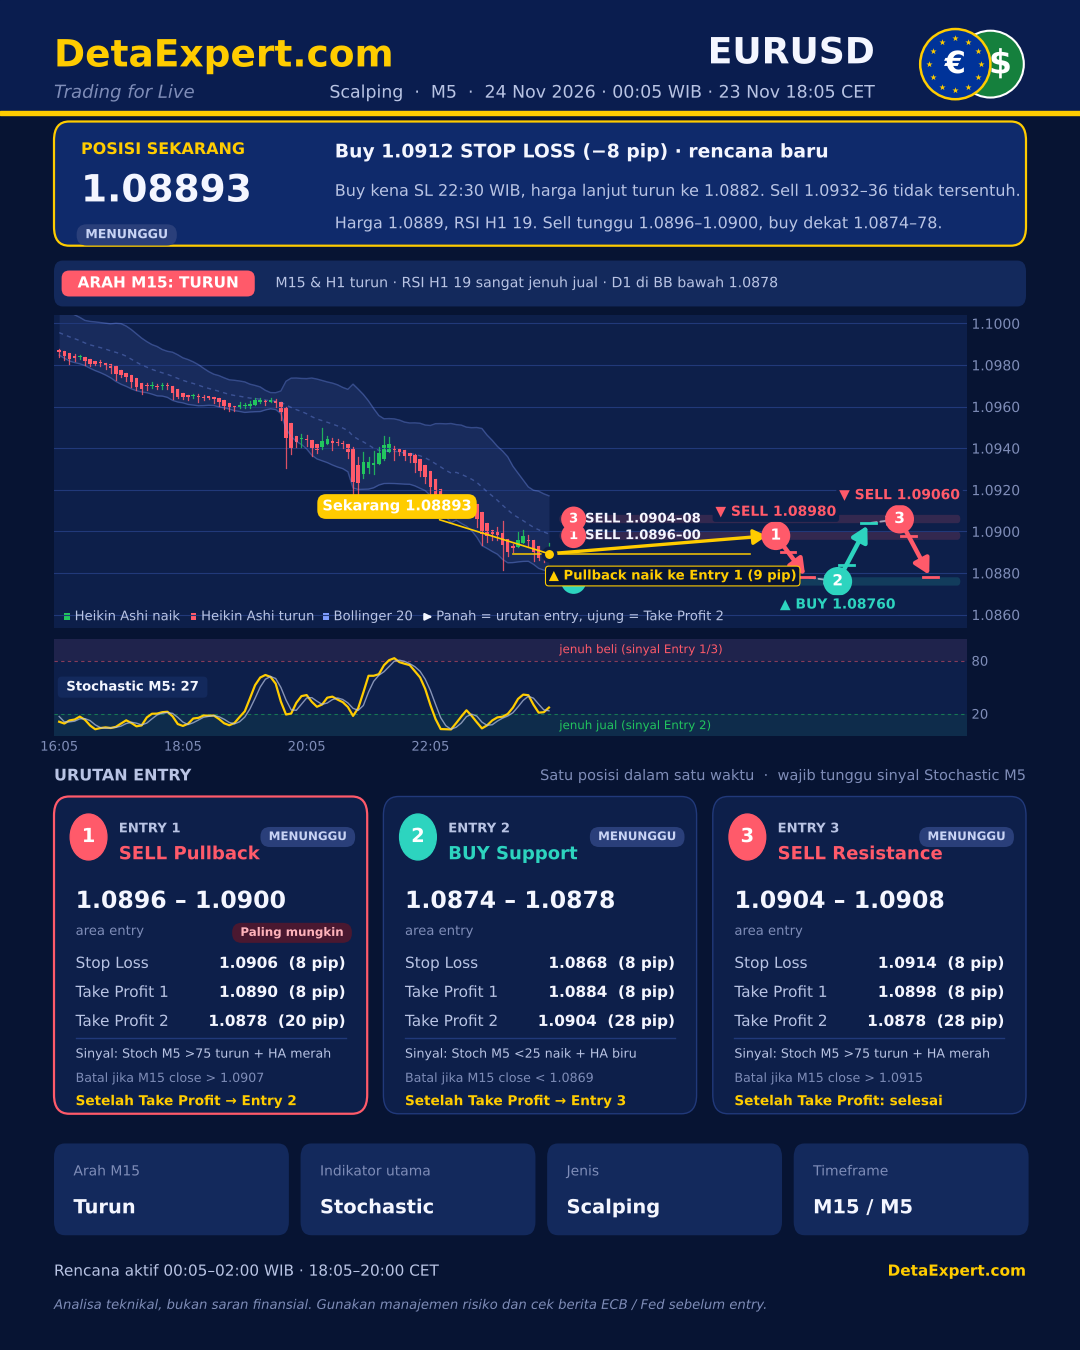 DetaExpert.com
EURUSD
€ $
Trading for Live
Scalping · M5 · 24 Nov 2026 · 00:05 WIB · 23 Nov 18:05 CET
POSISI SEKARANG
1.08893
MENUNGGU
Buy 1.0912 STOP LOSS (−8 pip) · rencana baru
Buy kena SL 22:30 WIB, harga lanjut turun ke 1.0882. Sell 1.0932–36 tidak tersentuh.
Harga 1.0889, RSI H1 19. Sell tunggu 1.0896–1.0900, buy dekat 1.0874–78.
ARAH M15: TURUN
M15 & H1 turun · RSI H1 19 sangat jenuh jual · D1 di BB bawah 1.0878
1.1000
1.0980
1.0960
1.0940
1.0920
1.0900
1.0880
1.0860
Sekarang 1.08893
3 SELL 1.0904–08
1 SELL 1.0896–00
▼ SELL 1.08980
▼ SELL 1.09060
1
3
2
▲ Pullback naik ke Entry 1 (9 pip)
▲ BUY 1.08760
Heikin Ashi naik
Heikin Ashi turun
Bollinger 20
Panah = urutan entry, ujung = Take Profit 2
jenuh beli (sinyal Entry 1/3)
80
Stochastic M5: 27
20
jenuh jual (sinyal Entry 2)
16:05
18:05
20:05
22:05
URUTAN ENTRY
Satu posisi dalam satu waktu · wajib tunggu sinyal Stochastic M5
1
ENTRY 1
MENUNGGU
SELL Pullback
1.0896 – 1.0900
area entry
Paling mungkin
Stop Loss 1.0906 (8 pip)
Take Profit 1 1.0890 (8 pip)
Take Profit 2 1.0878 (20 pip)
Sinyal: Stoch M5 >75 turun + HA merah
Batal jika M15 close > 1.0907
Setelah Take Profit → Entry 2
2
ENTRY 2
MENUNGGU
BUY Support
1.0874 – 1.0878
area entry
Stop Loss 1.0868 (8 pip)
Take Profit 1 1.0884 (8 pip)
Take Profit 2 1.0904 (28 pip)
Sinyal: Stoch M5 <25 naik + HA biru
Batal jika M15 close < 1.0869
Setelah Take Profit → Entry 3
3
ENTRY 3
MENUNGGU
SELL Resistance
1.0904 – 1.0908
area entry
Stop Loss 1.0914 (8 pip)
Take Profit 1 1.0898 (8 pip)
Take Profit 2 1.0878 (28 pip)
Sinyal: Stoch M5 >75 turun + HA merah
Batal jika M15 close > 1.0915
Setelah Take Profit: selesai
Arah M15
Turun
Indikator utama
Stochastic
Jenis
Scalping
Timeframe
M15 / M5
Rencana aktif 00:05–02:00 WIB · 18:05–20:00 CET
DetaExpert.com
Analisa teknikal, bukan saran finansial. Gunakan manajemen risiko dan cek berita ECB / Fed sebelum entry.